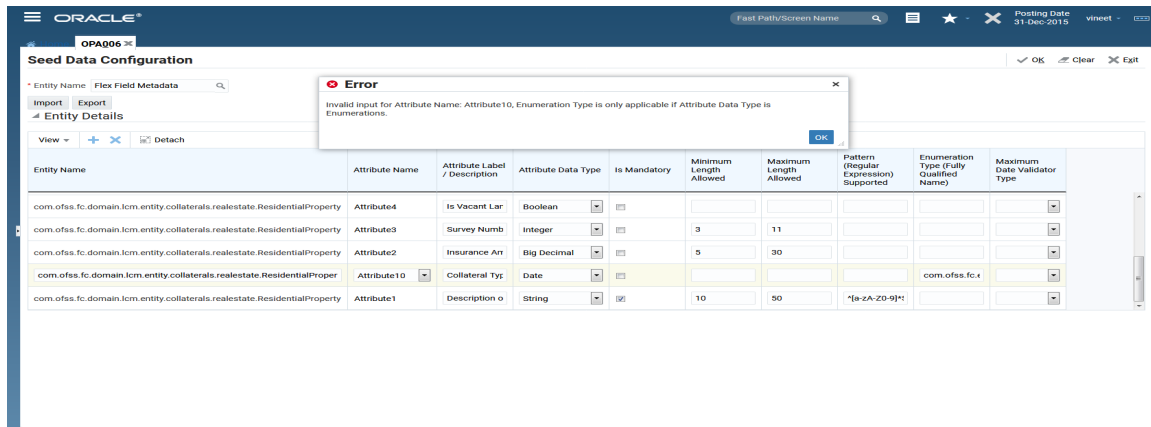 ORACLE®
Fast Path/Screen Name
Posting Date
31-Dec-2015
vineet
OPA006
Seed Data Configuration
OK
Clear
Exit
* Entity Name Flex Field Metadata
Import Export
Entity Details
View
Detach
Error
Invalid input for Attribute Name: Attribute10, Enumeration Type is only applicable if Attribute Data Type is
Enumerations.
OK
Entity Name
Attribute Name
Attribute Label
/ Description
Attribute Data Type
Is Mandatory
Minimum
Length
Allowed
Maximum
Length
Allowed
Pattern
(Regular
Expression)
Supported
Enumeration
Type (Fully
Qualified
Name)
Maximum
Date Validator
Type
com.ofss.fc.domain.lcm.entity.collaterals.realestate.ResidentialProperty Attribute4 Is Vacant Lar Boolean
com.ofss.fc.domain.lcm.entity.collaterals.realestate.ResidentialProperty Attribute3 Survey Numb Integer 3 11
com.ofss.fc.domain.lcm.entity.collaterals.realestate.ResidentialProperty Attribute2 Insurance Am Big Decimal 5 30
com.ofss.fc.domain.lcm.entity.collaterals.realestate.ResidentialProper Attribute10 Collateral Typ Date com.ofss.fc.e
com.ofss.fc.domain.lcm.entity.collaterals.realestate.ResidentialProperty Attribute1 Description o String 10 50 ^[a-zA-Z0-9]*